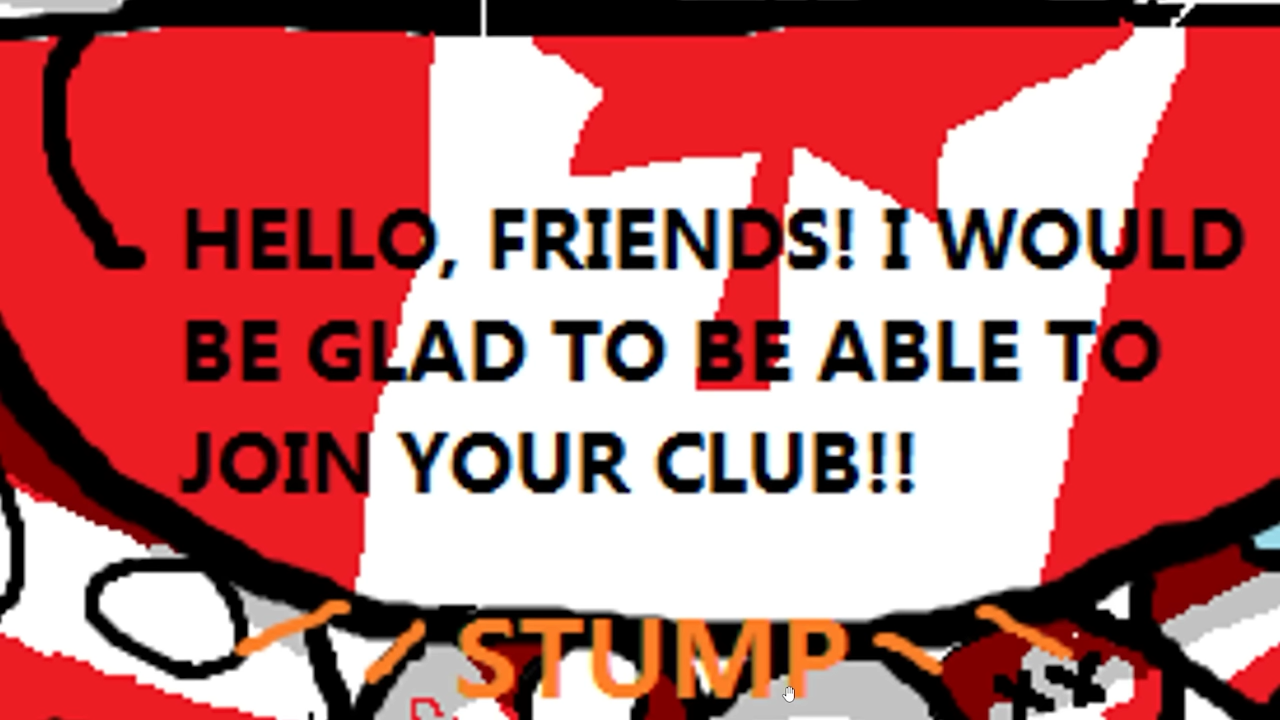 HELLO, FRIENDS! I WOULD
BE GLAD TO BE ABLE TO
JOIN YOUR CLUB!!
STUMP